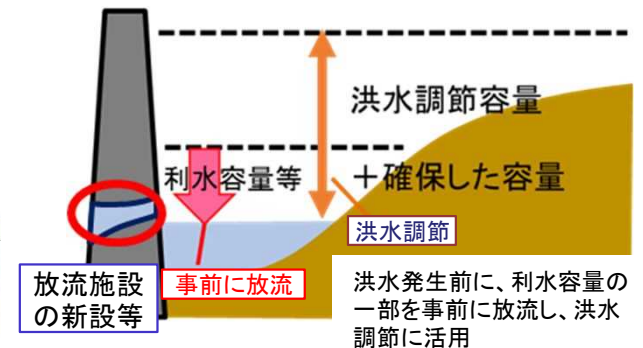 洪水調節容量
利水容量等
＋確保した容量
洪水調節
事前に放流
放流施設
の新設等
洪水発生前に、利水容量の
一部を事前に放流し、洪水
調節に活用